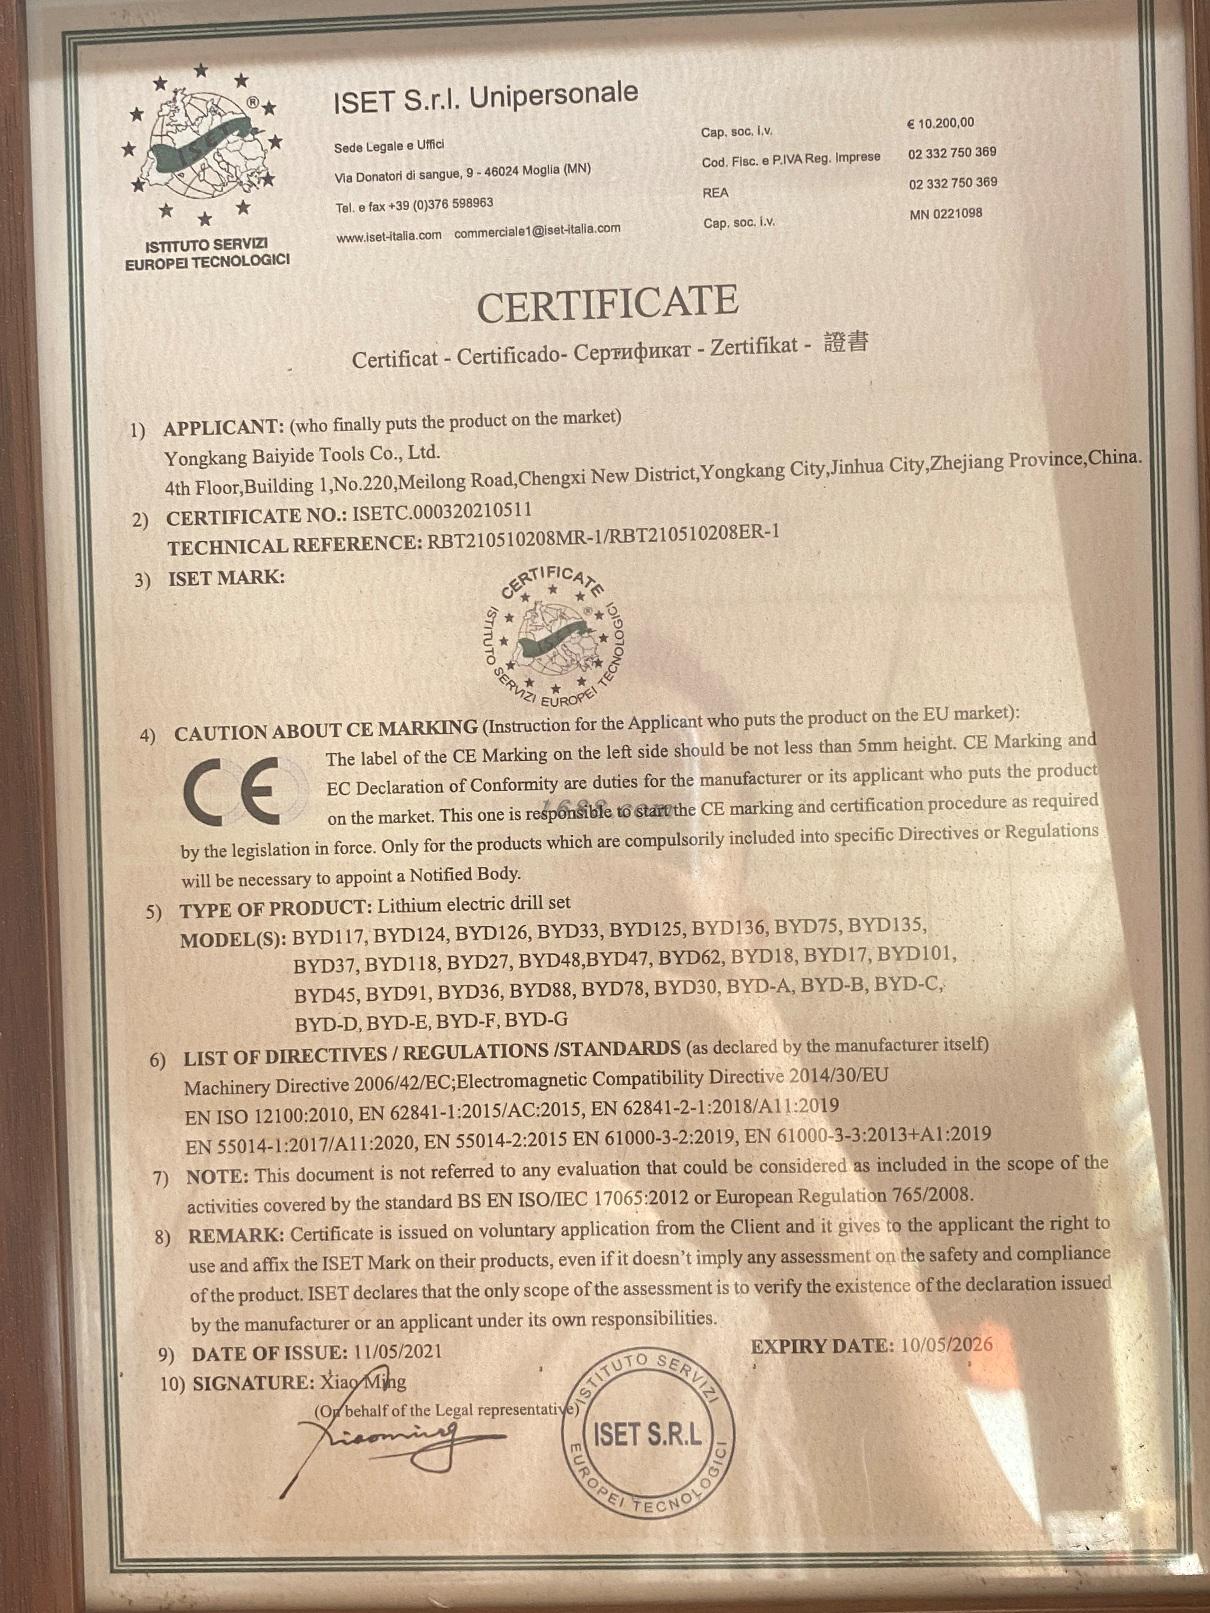 ISET
®
ISTITUTO SERVIZI
EUROPEI TECNOLOGICI
ISET S.r.l. Unipersonale
Sede Legale e Uffici
Via Donatori di sangue, 9 - 46024 Moglia (MN)
Tel. e fax +39 (0)376 598963
www.iset-italia.com commerciale1@iset-italia.com
Cap. soc. i.v. € 10.200,00
Cod. Fisc. e P.IVA Reg. Imprese 02 332 750 369
REA 02 332 750 369
Cap. soc. i.v. MN 0221098
CERTIFICATE
Certificat - Certificado- Сертификат - Zertifikat - 證書
1) APPLICANT: (who finally puts the product on the market)
Yongkang Baiyide Tools Co., Ltd.
4th Floor,Building 1,No.220,Meilong Road,Chengxi New District,Yongkang City,Jinhua City,Zhejiang Province,China.
2) CERTIFICATE NO.: ISETC.000320210511
TECHNICAL REFERENCE: RBT210510208MR-1/RBT210510208ER-1
3) ISET MARK:
CERTIFICATE
ISTITUTO SERVIZI EUROPEI TECNOLOGICI
ISET
®
4) CAUTION ABOUT CE MARKING (Instruction for the Applicant who puts the product on the EU market):
CE
The label of the CE Marking on the left side should be not less than 5mm height. CE Marking and
EC Declaration of Conformity are duties for the manufacturer or its applicant who puts the product
on the market. This one is responsible to start the CE marking and certification procedure as required
by the legislation in force. Only for the products which are compulsorily included into specific Directives or Regulations
will be necessary to appoint a Notified Body.
1688.com
5) TYPE OF PRODUCT: Lithium electric drill set
MODEL(S): BYD117, BYD124, BYD126, BYD33, BYD125, BYD136, BYD75, BYD135,
BYD37, BYD118, BYD27, BYD48,BYD47, BYD62, BYD18, BYD17, BYD101,
BYD45, BYD91, BYD36, BYD88, BYD78, BYD30, BYD-A, BYD-B, BYD-C,
BYD-D, BYD-E, BYD-F, BYD-G
6) LIST OF DIRECTIVES / REGULATIONS /STANDARDS (as declared by the manufacturer itself)
Machinery Directive 2006/42/EC;Electromagnetic Compatibility Directive 2014/30/EU
EN ISO 12100:2010, EN 62841-1:2015/AC:2015, EN 62841-2-1:2018/A11:2019
EN 55014-1:2017/A11:2020, EN 55014-2:2015 EN 61000-3-2:2019, EN 61000-3-3:2013+A1:2019
7) NOTE: This document is not referred to any evaluation that could be considered as included in the scope of the
activities covered by the standard BS EN ISO/IEC 17065:2012 or European Regulation 765/2008.
8) REMARK: Certificate is issued on voluntary application from the Client and it gives to the applicant the right to
use and affix the ISET Mark on their products, even if it doesn't imply any assessment on the safety and compliance
of the product. ISET declares that the only scope of the assessment is to verify the existence of the declaration issued
by the manufacturer or an applicant under its own responsibilities.
9) DATE OF ISSUE: 11/05/2021 EXPIRY DATE: 10/05/2026
10) SIGNATURE: Xiao Ming
(On behalf of the Legal representative)
Xiaoming
ISTITUTO SERVIZI
ISET S.R.L
EUROPEI TECNOLOGICI